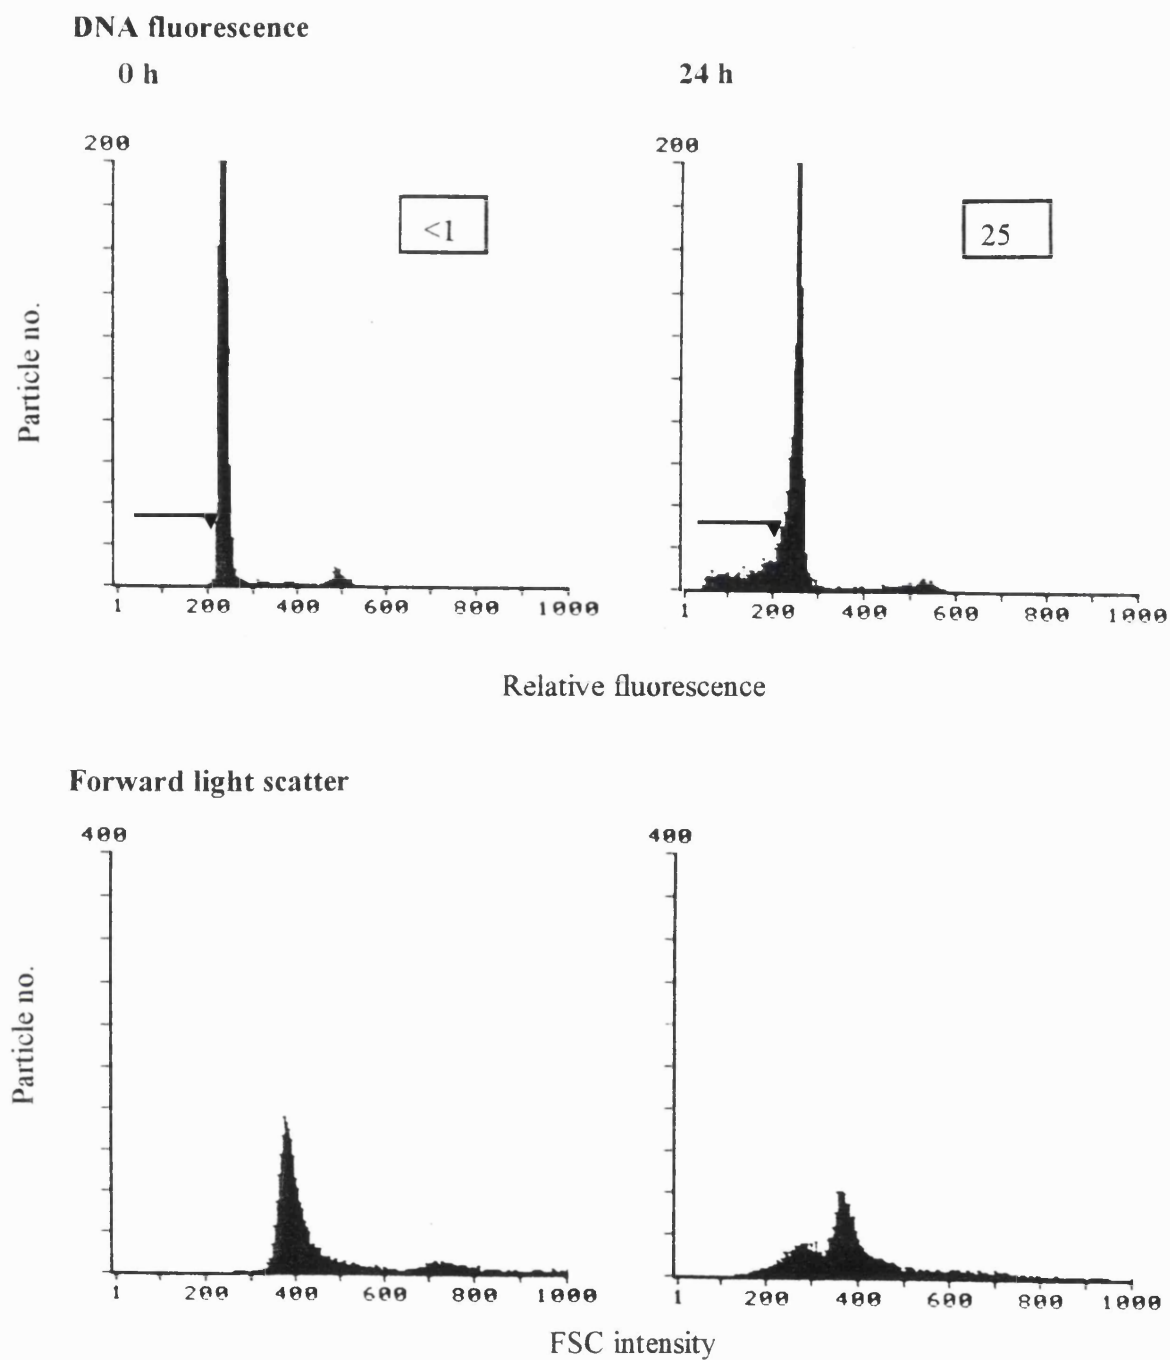 DNA fluorescence
0 h
24 h
200
200
<1
25
Particle no.
1 200 400 600 800 1000
1 200 400 600 800 1000
Relative fluorescence
Forward light scatter
400
400
Particle no.
1 200 400 600 800 1000
1 200 400 600 800 1000
FSC intensity